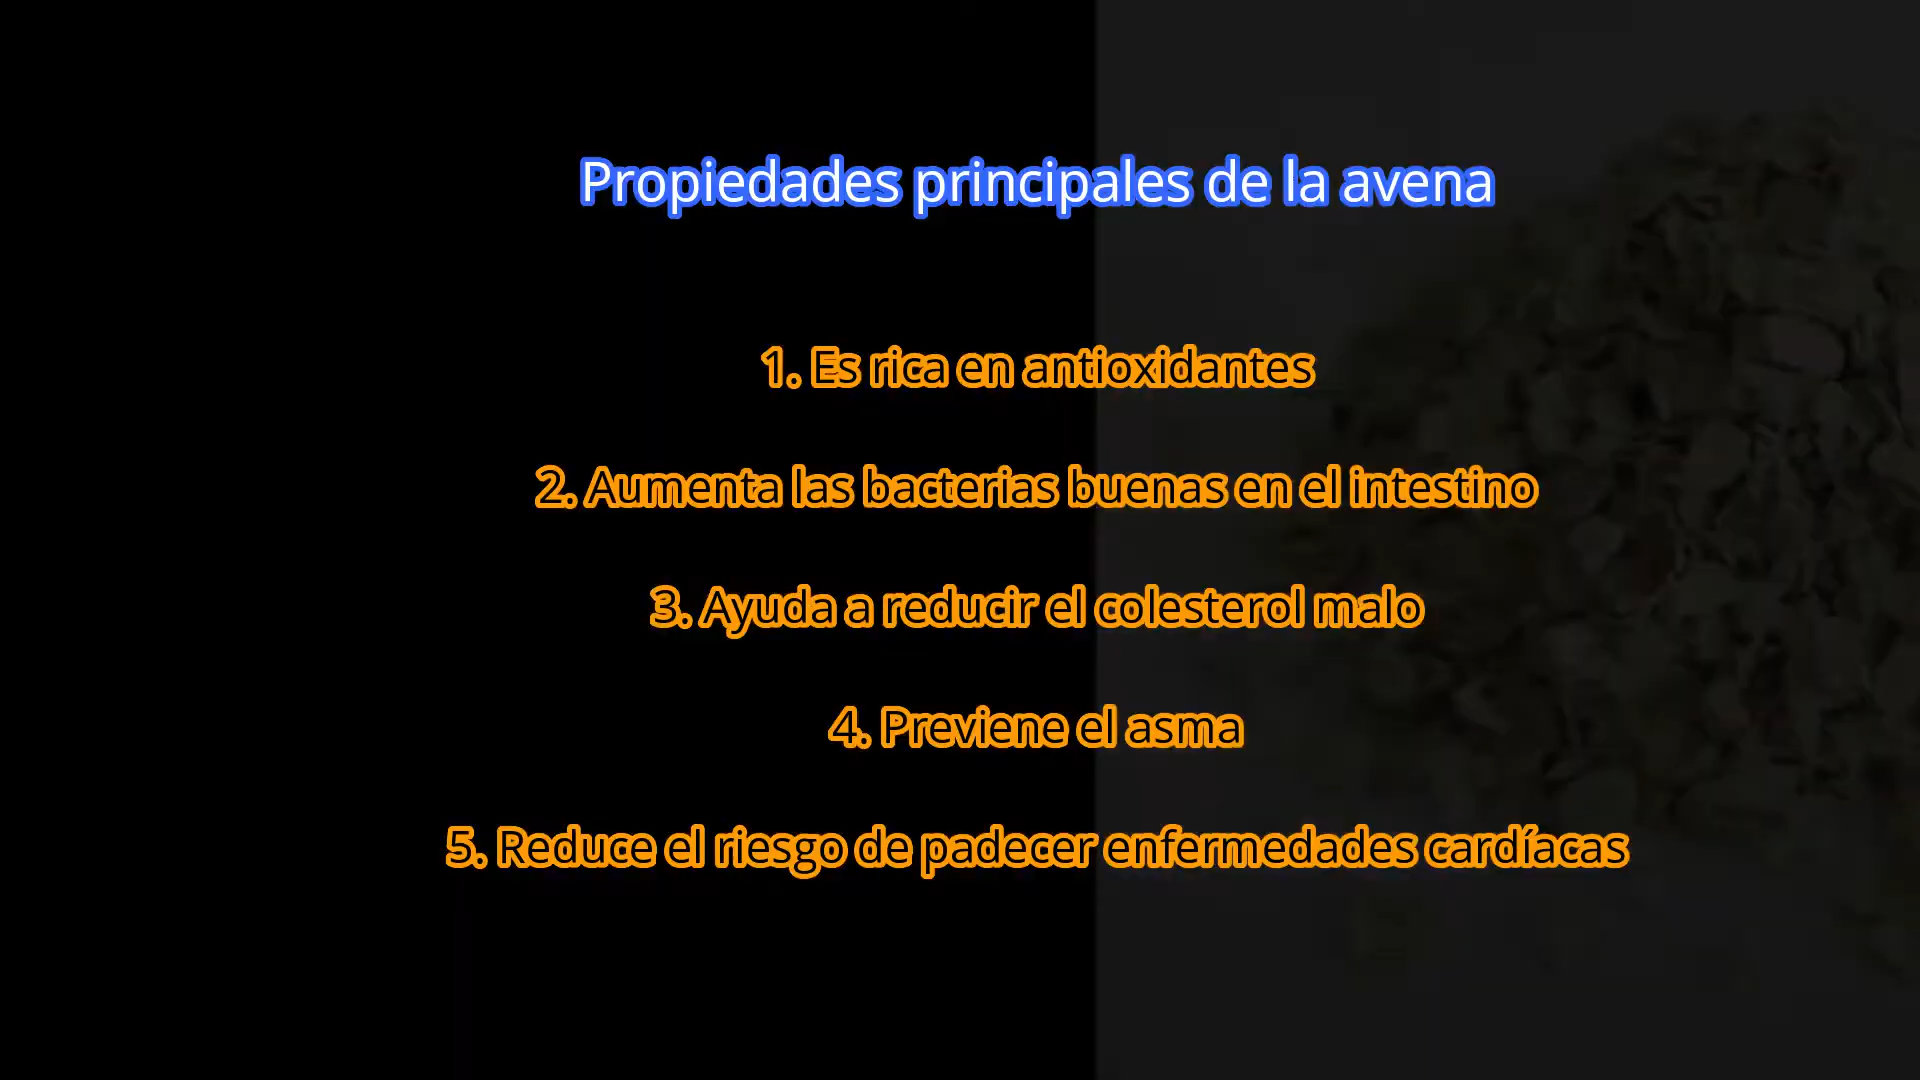 Propiedades principales de la avena
1. Es rica en antioxidantes
2. Aumenta las bacterias buenas en el intestino
3. Ayuda a reducir el colesterol malo
4. Previene el asma
5. Reduce el riesgo de padecer enfermedades cardíacas